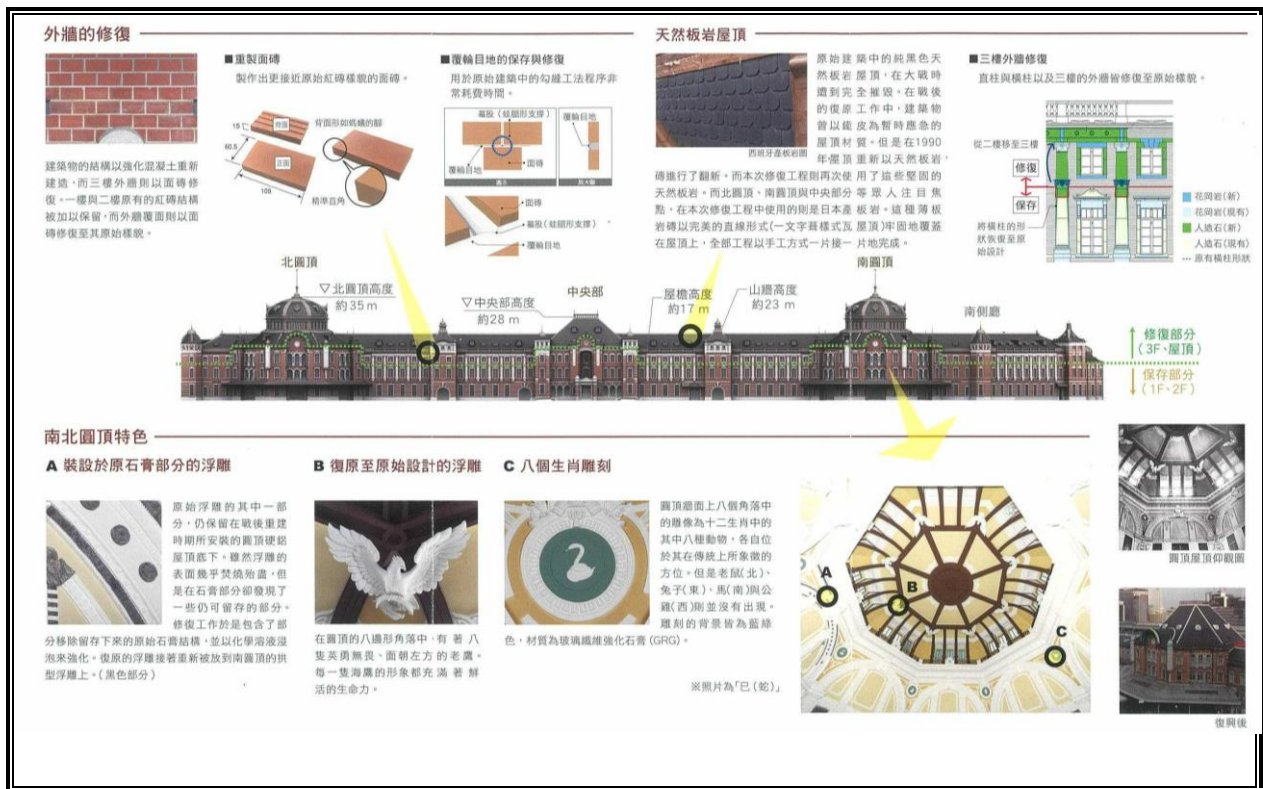 外牆的修復
建築物的結構以強化混凝土重新
建造,而三樓外牆則以面磚修
復。一樓與二樓原有的紅磚結構
被加以保留,而外牆覆面則以面
磚修復至其原始樣貌。
■重製面磚
製作出更接近原始紅磚樣貌的面磚。
15℃
背面
正面
60.5
109
背面形如螞蟻的腳
精準直角
■覆輪目地的保存與修復
用於原始建築中的勾縫工法程序非
常耗費時間。
幕股(蛙腿形支撐)
覆輪目地
面磚
覆輪目地
面磚
幕股(蛙腿形支撐)
覆輪目地
天然板岩屋頂
西班牙產板岩圖
原始建築中的純黑色天
然板岩屋頂,在大戰時
遭到完全摧毀。在戰後
的復原工作中,建築物
曾以鐵皮為暫時應急的
屋頂材質。但是在1990
年屋頂重新以天然板岩
磚進行了翻新。而本次修復工程則再次使用了這些堅固的
天然板岩。而北圓頂、南圓頂與中央部分等眾人注目焦
點,在本次修復工程中使用的則是日本產板岩。這種薄板
岩磚以完美的直線形式(一文字葺樣式瓦屋頂)牢固地覆蓋
在屋頂上,全部工程以手工方式一片接一片地完成。
■三樓外牆修復
直柱與橫柱以及三樓的外牆皆修復至原始樣貌。
從二樓移至三樓
修復
保存
將橫柱的形
狀恢復至原
始設計
花岡岩(新)
花岡岩(現有)
人造石(新)
人造石(現有)
原有橫柱形狀
北圓頂
▽北圓頂高度
約35 m
▽中央部高度
約28 m
中央部
屋檐高度
約17 m
山牆高度
約23 m
南圓頂
南側廳
修復部分
(3F、屋頂)
保存部分
(1F、2F)
南北圓頂特色
A 裝設於原石膏部分的浮雕
原始浮雕的其中一部
分,仍保留在戰後重建
時期所安裝的圓頂硬鋁
屋頂底下。雖然浮雕的
表面幾乎焚燒殆盡,但
是在石膏部分卻發現了
一些仍可留存的部分。
修復工作於是包含了部
分移除留存下來的原始石膏結構,並以化學溶液浸
泡來強化。復原的浮雕接著重新被放到南圓頂的拱
型浮雕上。(黑色部分)
B 復原至原始設計的浮雕
在圓頂的八邊形角落中,有著八
隻英勇無畏、面朝左方的老鷹。
每一隻海鷹的形象都充滿著鮮
活的生命力。
C 八個生肖雕刻
圓頂牆面上八個角落中
的雕像為十二生肖中的
其中八種動物,各自位
於其在傳統上所象徵的
方位。但是老鼠(北)、
兔子(東)、馬(南)與公
雞(西)則並沒有出現。
雕刻的背景皆為藍綠
色,材質為玻璃纖維強化石膏(GRG)。
※照片為「巳(蛇)」
A
B
C
圓頂屋頂仰觀圖
復興後